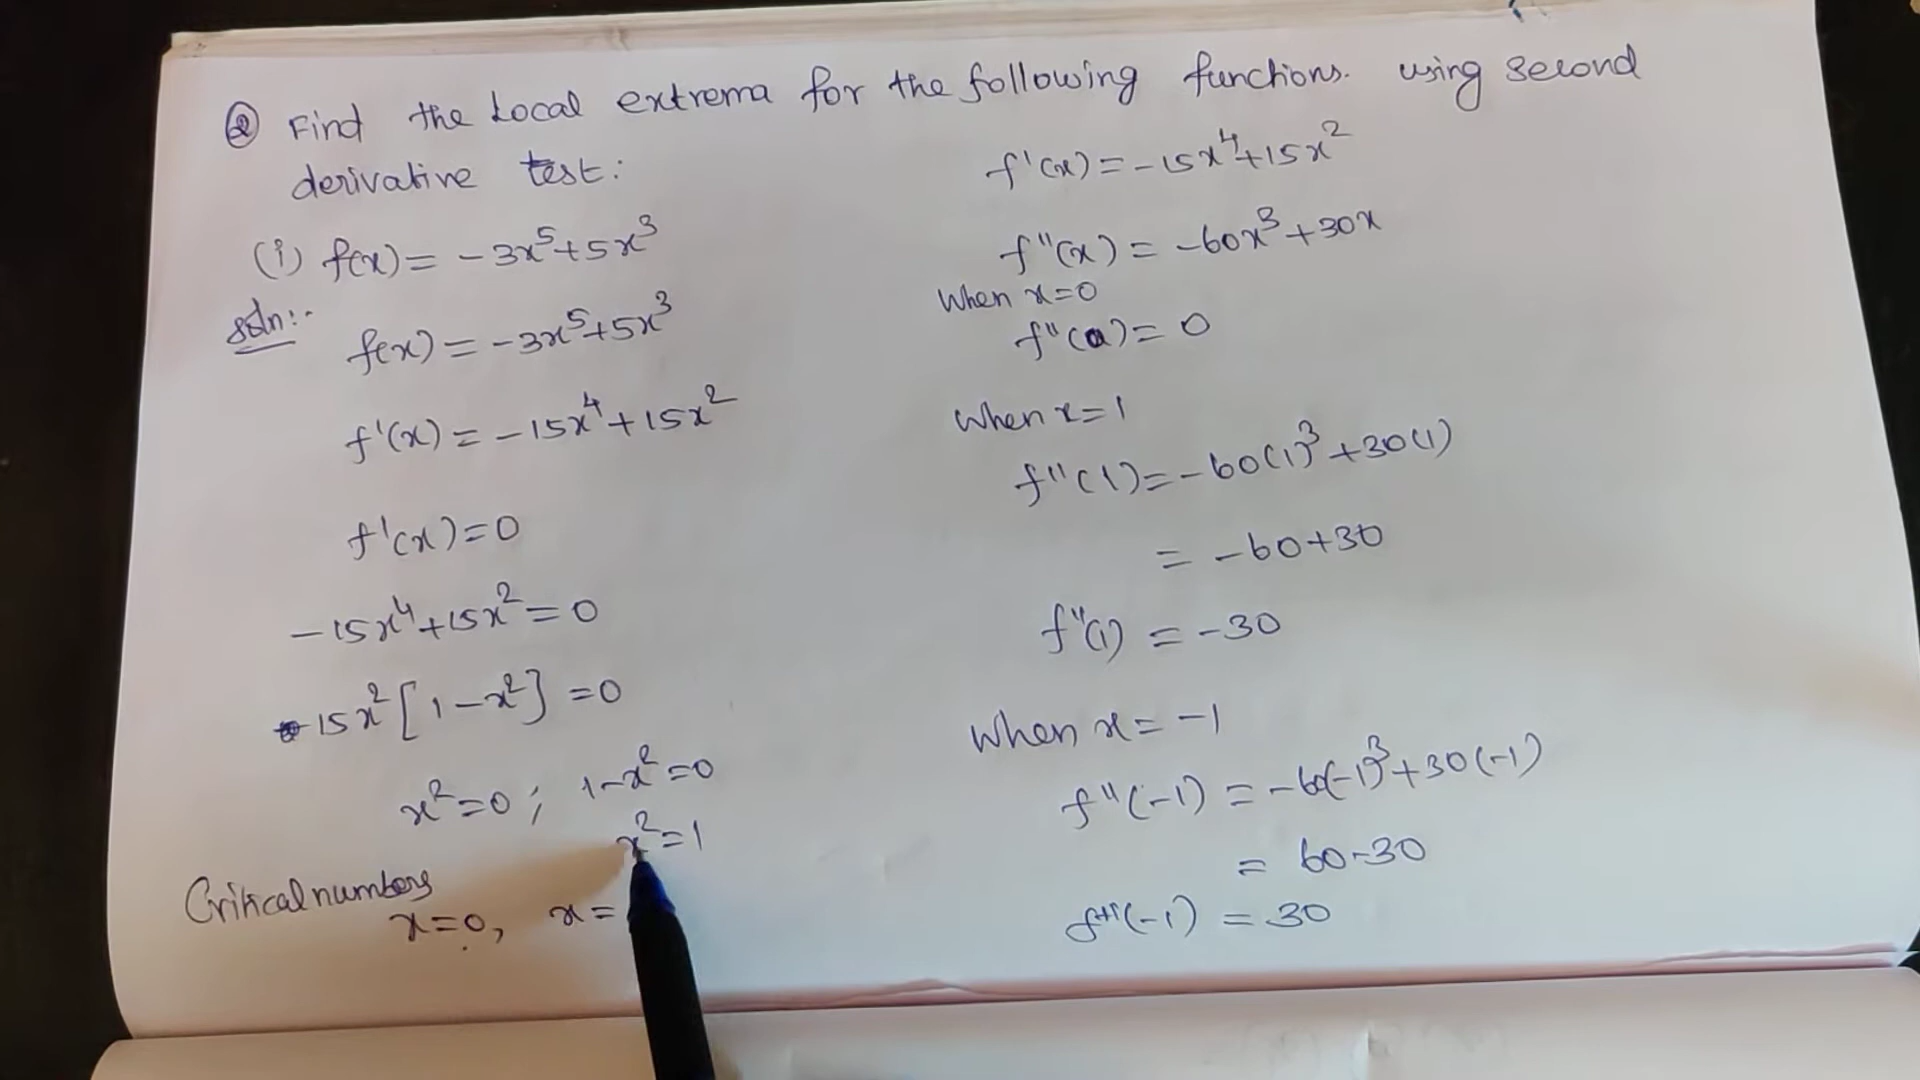 ② Find the Local extrema for the following functions. using second
derivative test:
(i) f(x) = -3x⁵+5x³
Soln:-
f(x) = -3x⁵+5x³
f'(x) = -15x⁴+15x²
f'(x)=0
-15x⁴+15x²=0
15x²[1-x²]=0
x²=0; 1-x²=0
x²=1
Critical numbers
x=0, x=
f'(x)=-15x⁴+15x²
f''(x) = -60x³+30x
When x=0
f''(0)=0
When x=1
f''(1)=-60(1)³+30(1)
= -60+30
f''(1) = -30
When x=-1
f''(-1) = -60(-1)³+30(-1)
= 60-30
f''(-1) = 30